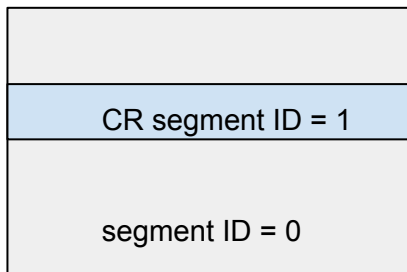 CR segment ID = 1
segment ID = 0